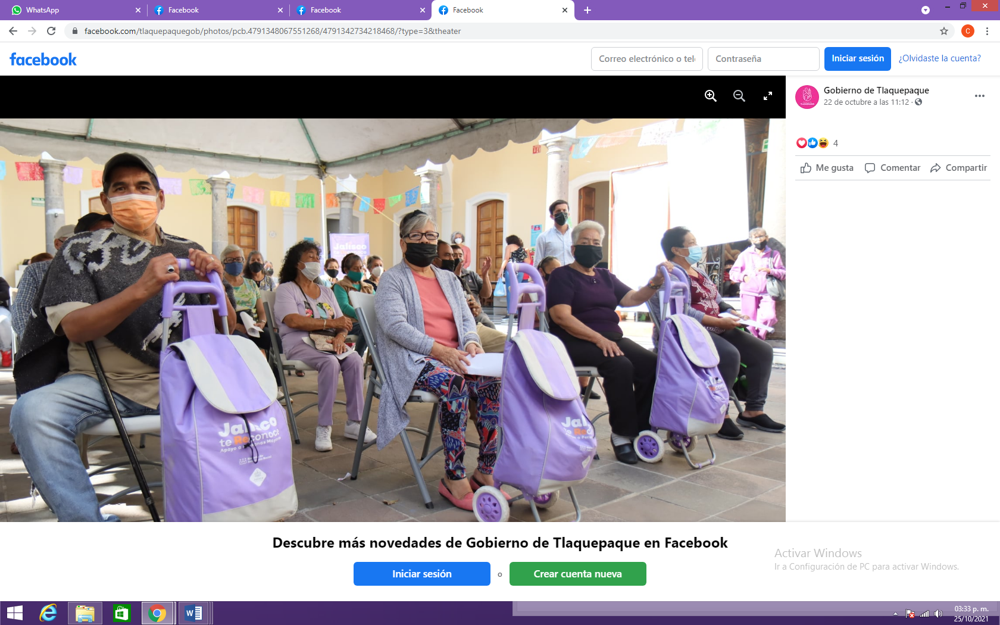 WhatsApp
Facebook
Facebook
Facebook
facebook.com/tlaquepaquegob/photos/pcb.4791348067551268/4791342734218468/?type=3&theater
C
facebook
Correo electrónico o tel
Contraseña
Iniciar sesión
¿Olvidaste la cuenta?
Gobierno de Tlaquepaque
22 de octubre a las 11:12 ·
4
Me gusta
Comentar
Compartir
Jalisco
Jalisco
te Reconoce
Apoyo a Personas Mayores
Jal
te Reco
Descubre más novedades de Gobierno de Tlaquepaque en Facebook
Iniciar sesión
o
Crear cuenta nueva
Activar Windows
Ir a Configuración de PC para activar Windows.
03:33 p. m.
25/10/2021